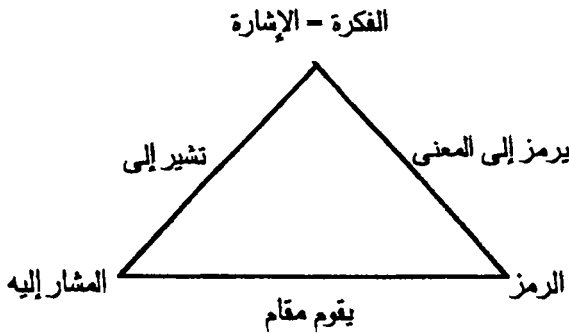 الفكرة = الإشارة
يرمز إلى المعنى
تشير إلى
الرمز
المشار إليه
يقوم مقام